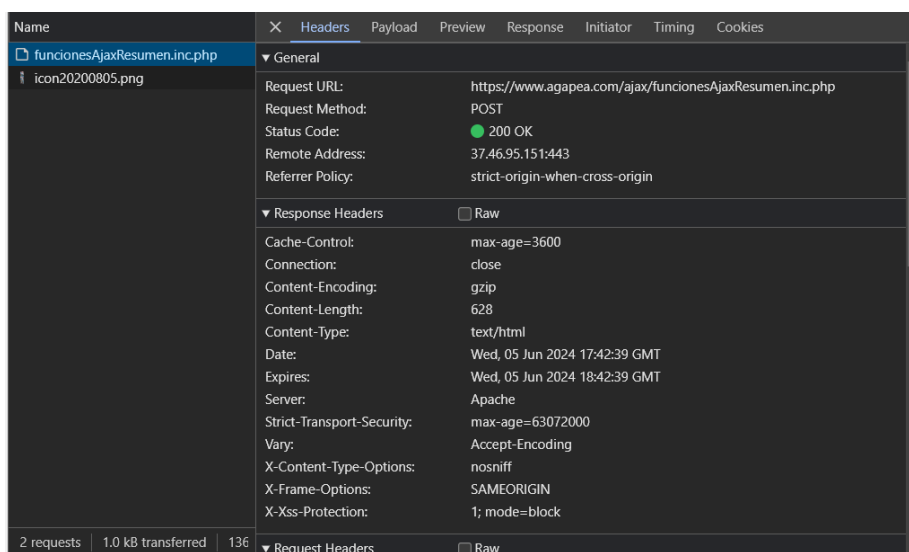 Name
funcionesAjaxResumen.inc.php
icon20200805.png
2 requests 1.0 kB transferred 136
Headers Payload Preview Response Initiator Timing Cookies
General
Request URL: https://www.agapea.com/ajax/funcionesAjaxResumen.inc.php
Request Method: POST
Status Code: 200 OK
Remote Address: 37.46.95.151:443
Referrer Policy: strict-origin-when-cross-origin
Response Headers Raw
Cache-Control: max-age=3600
Connection: close
Content-Encoding: gzip
Content-Length: 628
Content-Type: text/html
Date: Wed, 05 Jun 2024 17:42:39 GMT
Expires: Wed, 05 Jun 2024 18:42:39 GMT
Server: Apache
Strict-Transport-Security: max-age=63072000
Vary: Accept-Encoding
X-Content-Type-Options: nosniff
X-Frame-Options: SAMEORIGIN
X-Xss-Protection: 1; mode=block
Request Headers Raw